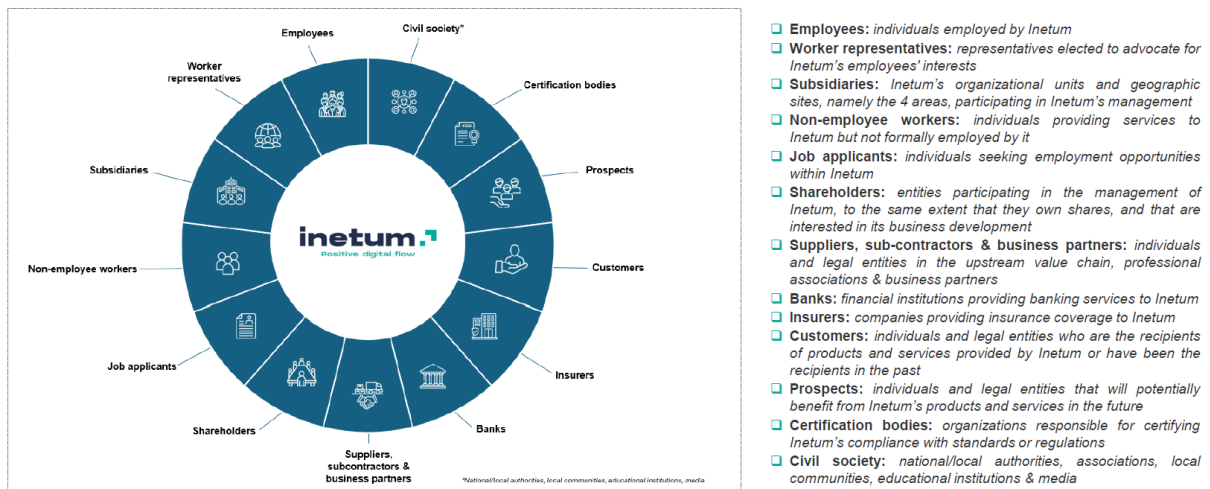 Employees
Civil society*
Worker
representatives
Certification bodies
Subsidiaries
Prospects
inetum.
Positive digital flow
Non-employee workers
Customers
Job applicants
Insurers
Shareholders
Banks
Suppliers,
subcontractors &
business partners
*National/local authorities, local communities, educational institutions, media
Employees: individuals employed by Inetum
Worker representatives: representatives elected to advocate for
Inetum's employees' interests
Subsidiaries: Inetum's organizational units and geographic
sites, namely the 4 areas, participating in Inetum's management
Non-employee workers: individuals providing services to
Inetum but not formally employed by it
Job applicants: individuals seeking employment opportunities
within Inetum
Shareholders: entities participating in the management of
Inetum, to the same extent that they own shares, and that are
interested in its business development
Suppliers, sub-contractors & business partners: individuals
and legal entities in the upstream value chain, professional
associations & business partners
Banks: financial institutions providing banking services to Inetum
Insurers: companies providing insurance coverage to Inetum
Customers: individuals and legal entities who are the recipients
of products and services provided by Inetum or have been the
recipients in the past
Prospects: individuals and legal entities that will potentially
benefit from Inetum's products and services in the future
Certification bodies: organizations responsible for certifying
Inetum's compliance with standards or regulations
Civil society: national/local authorities, associations, local
communities, educational institutions & media